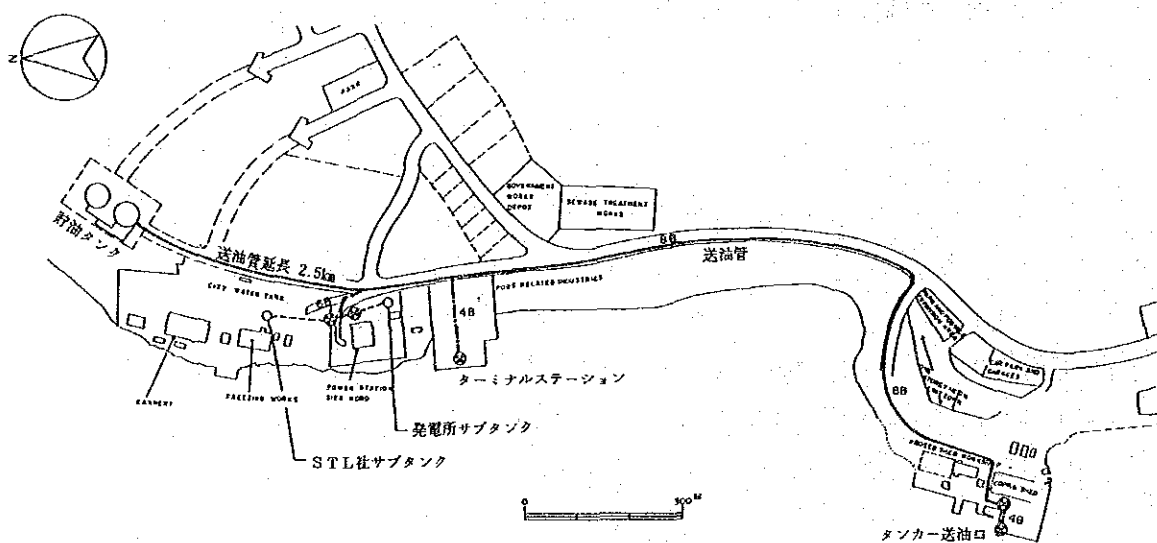 N
PARK
GOVERNMENT
WORKS
DEPOT
SEWAGE TREATMENT
WORKS
貯油タンク
送油管延長 2.5km
8B
送油管
CITY WATER TANK
PORT RELATED INDUSTRIES
6B
4B
ターミナルステーション
CANNERY
FREEZING WORKS
POWER STATION
発電所サブタンク
STL社サブタンク
CAR PARK AND
8B
COPRA SHED
4B
タンカー送油口
0
300M